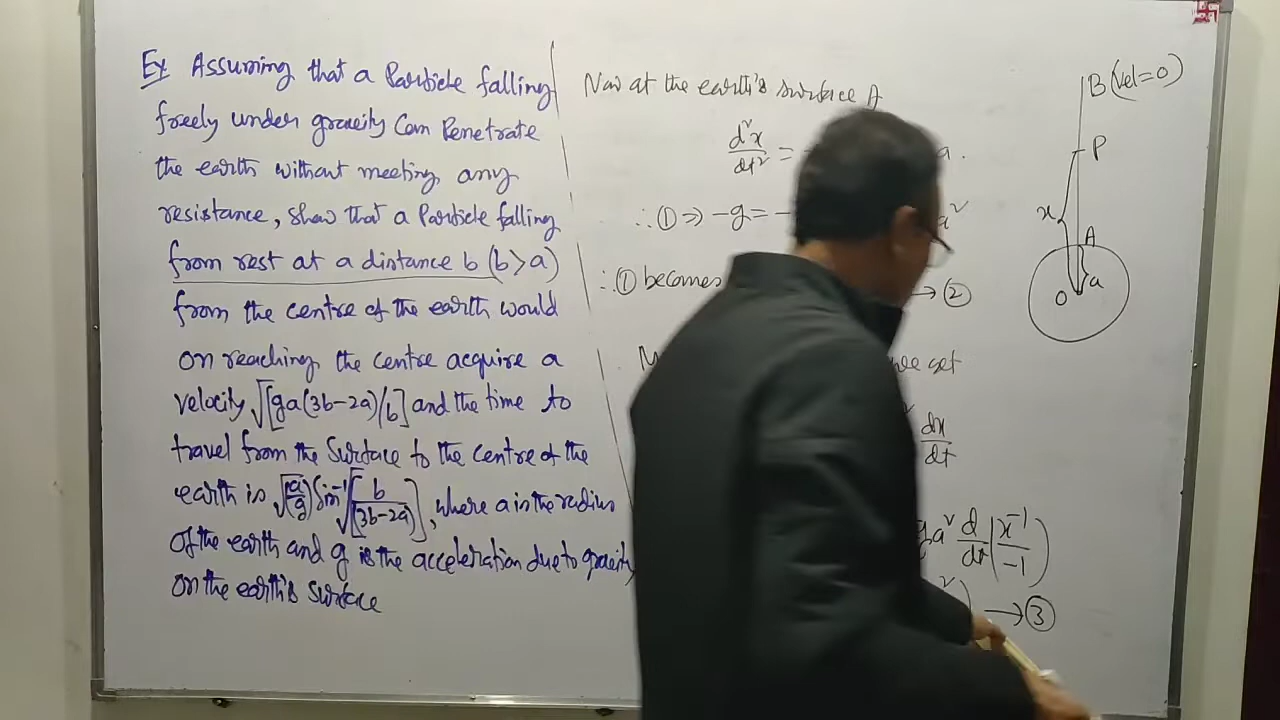 Ex Assuming that a Particle falling
freely under gravity Can Penetrate
the earth without meeting any
resistance, show that a Particle falling
from rest at a distance b (b>a)
from the centre of the earth would
on reaching the centre acquire a
velocity √[ga(3b-2a)/b] and the time to
travel from the Surface to the centre of the
earth is √(a/g) Sin⁻¹√[b/(3b-2a)], where a is the radius
of the earth and g is the acceleration due to gravity
on the earth's surface
Now at the earth's surface A
d²x/dt² = a.
∴ ① ⇒ -g = - a²
∴ ① becomes → ②
we get
dx/dt
ga² d/dt (x⁻¹/-1)
→ ③
B (vel=0)
P
x
A
O a